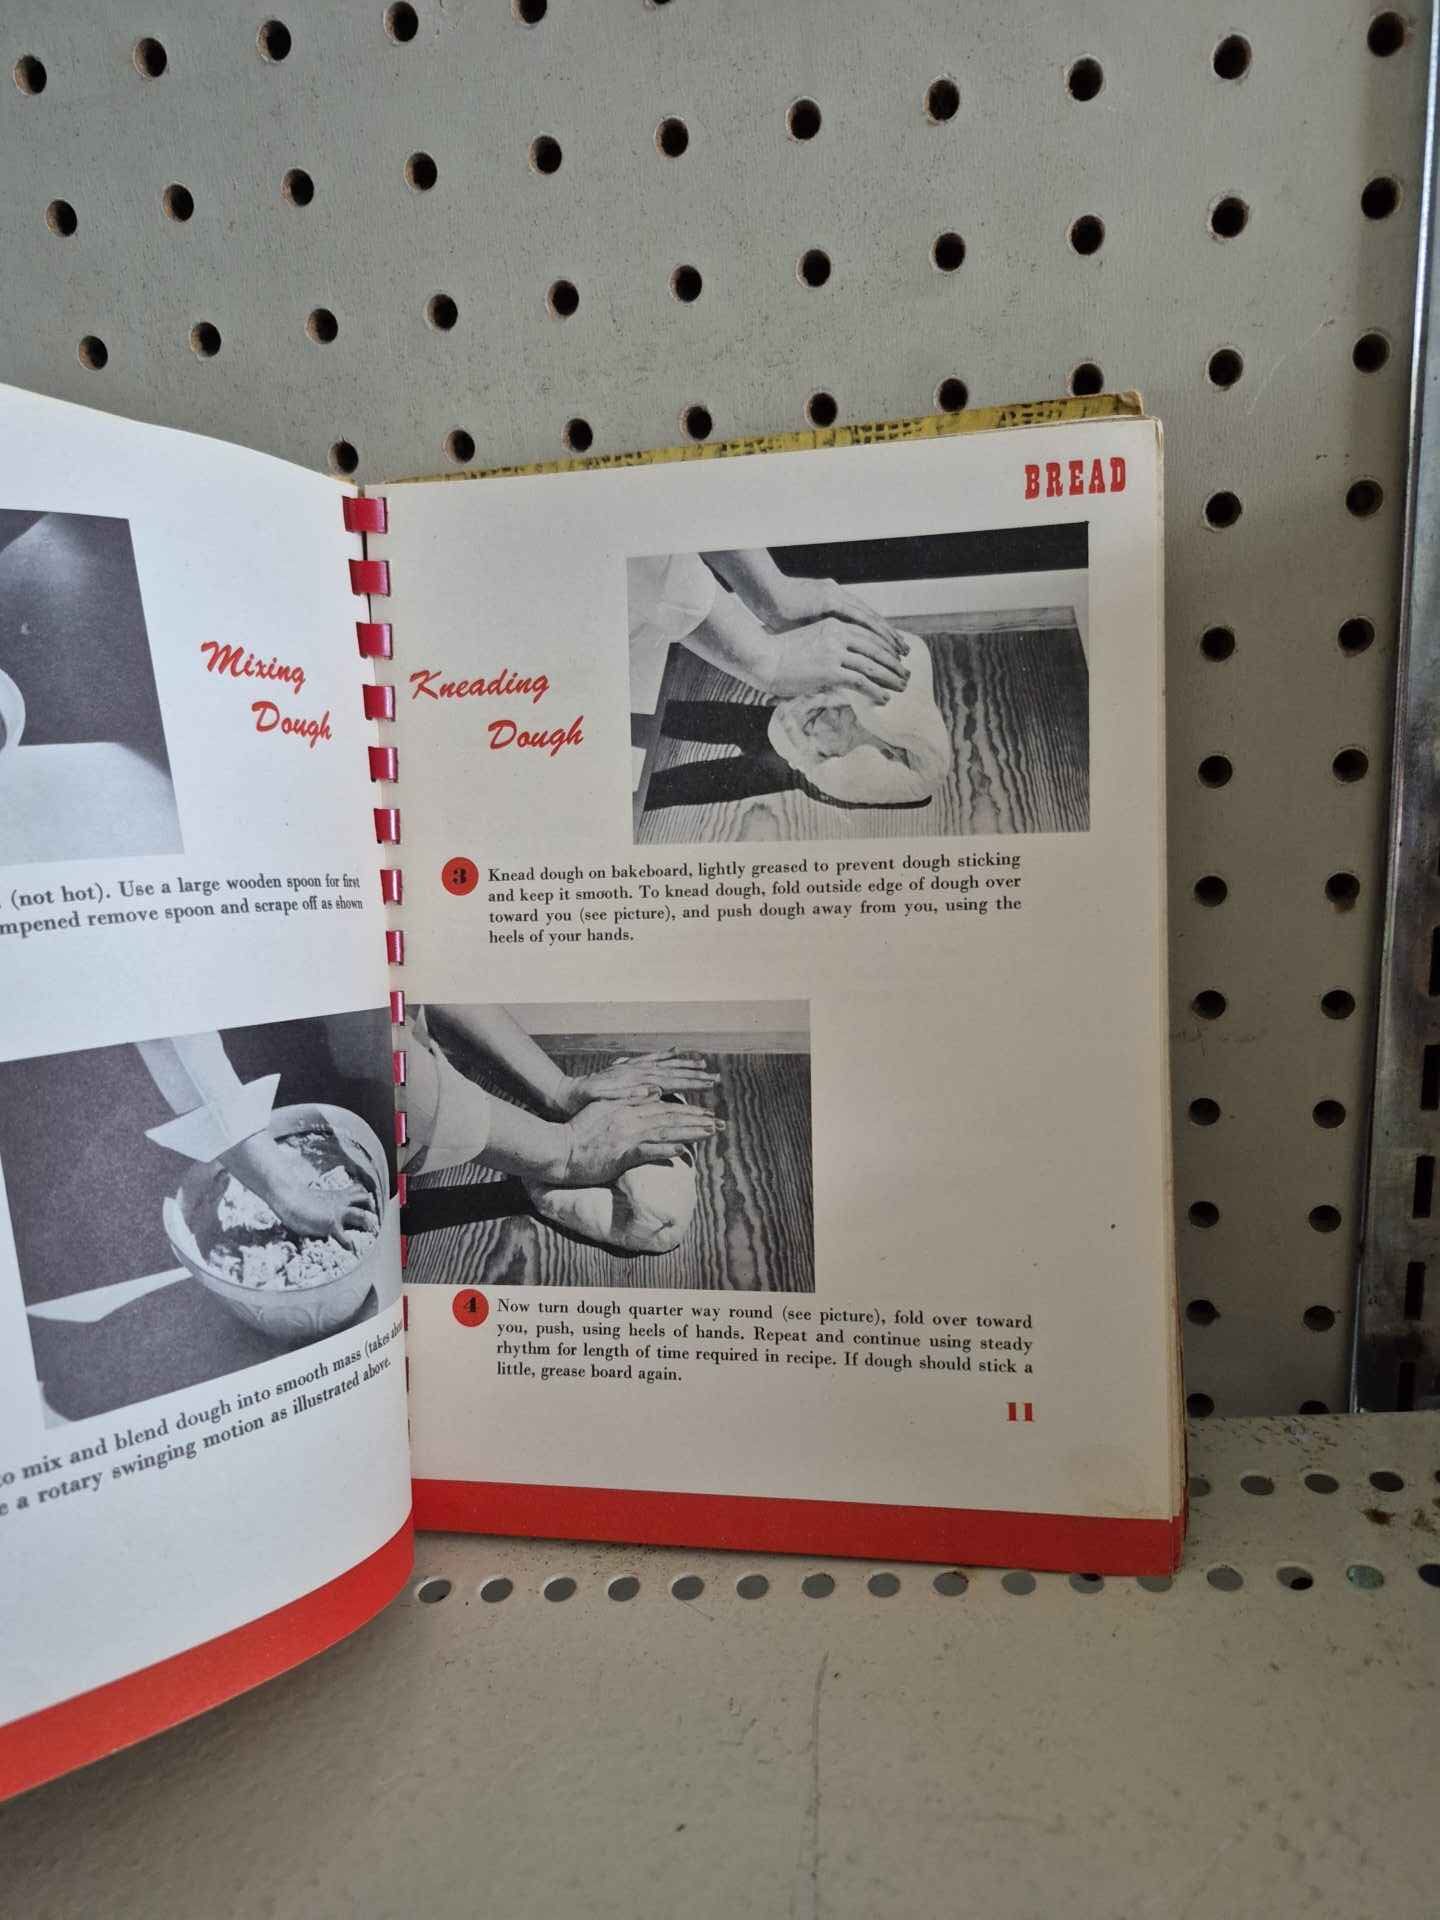 Mixing
Dough
(not hot). Use a large wooden spoon for first
remove spoon and scrape off as shown
to mix and blend dough into smooth mass (takes
a rotary swinging motion as illustrated above.
BREAD
Kneading
Dough
3 Knead dough on bakeboard, lightly greased to prevent dough sticking
and keep it smooth. To knead dough, fold outside edge of dough over
toward you (see picture), and push dough away from you, using the
heels of your hands.
4 Now turn dough quarter way round (see picture), fold over toward
you, push, using heels of hands. Repeat and continue using steady
rhythm for length of time required in recipe. If dough should stick a
little, grease board again.
11